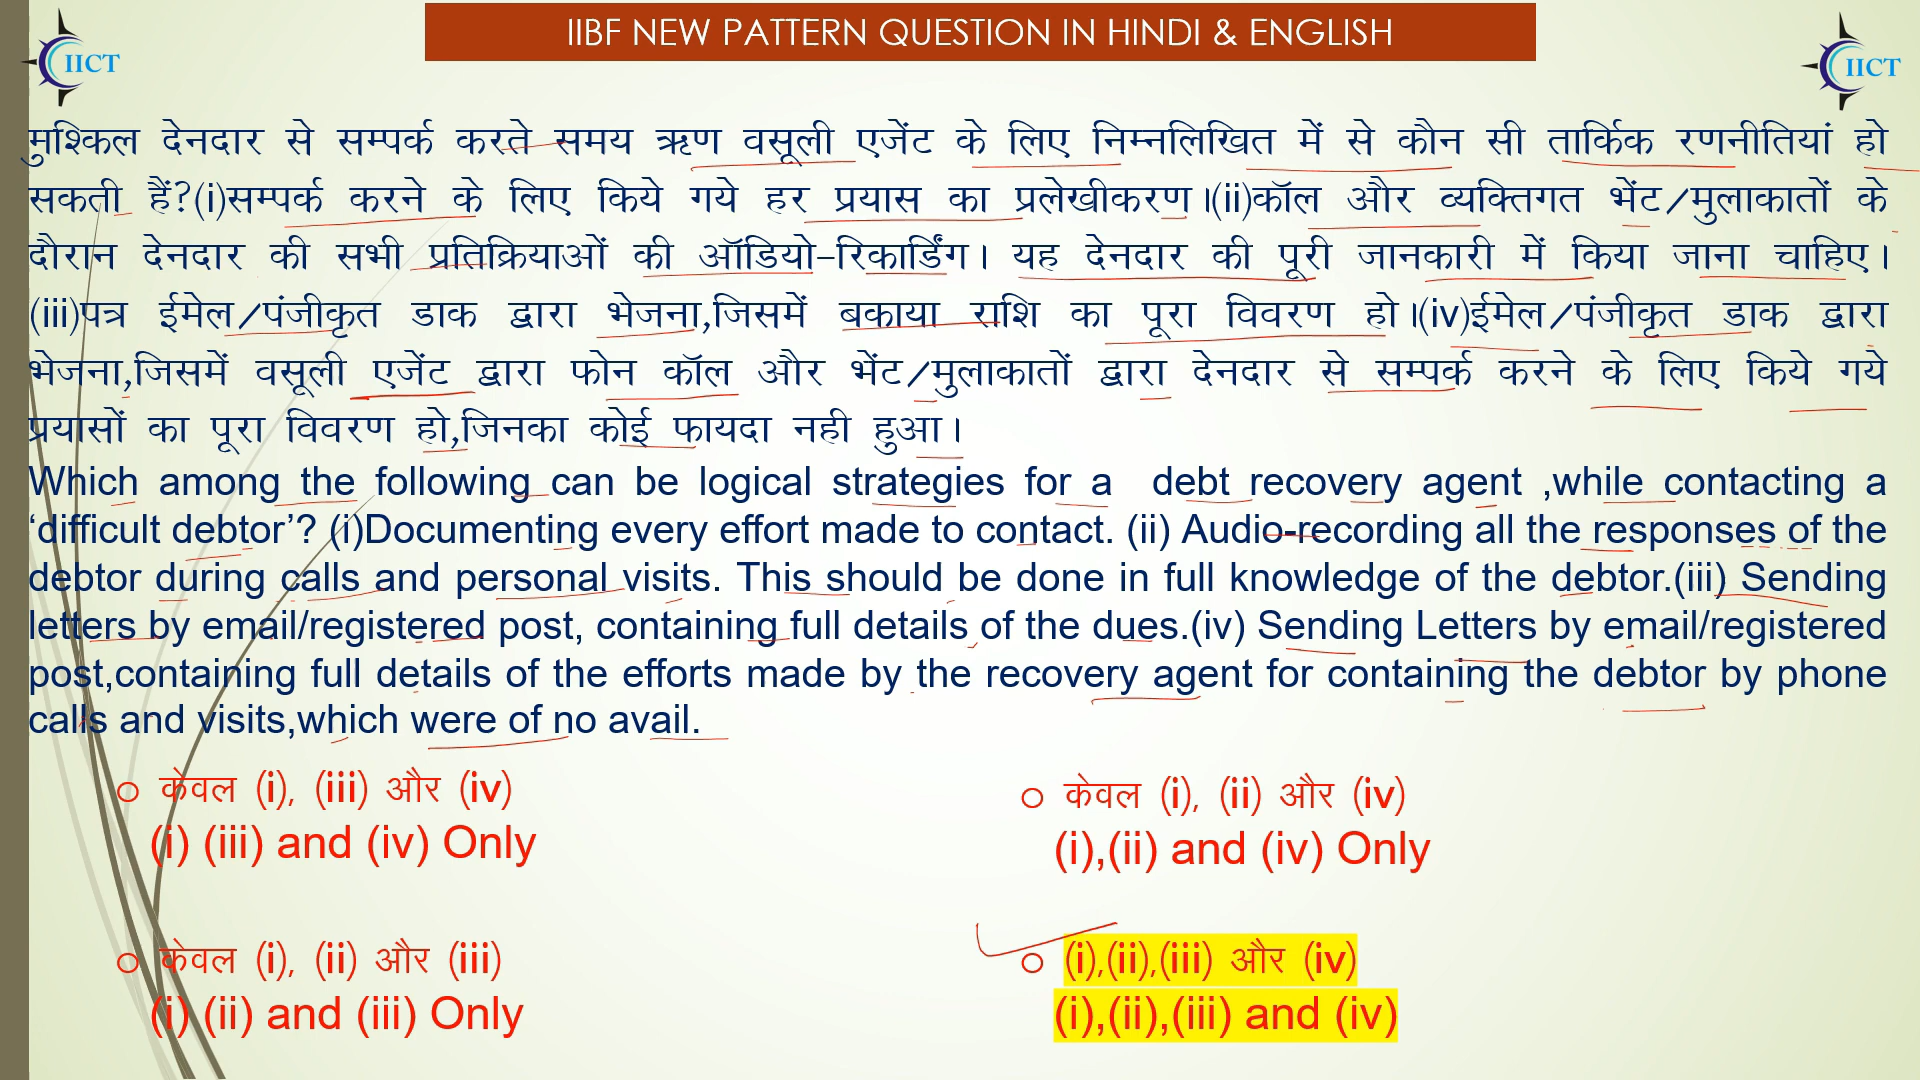 IIBF NEW PATTERN QUESTION IN HINDI & ENGLISH
IICT
IICT
मुश्किल देनदार से सम्पर्क करते समय ऋण वसूली एजेंट के लिए निम्नलिखित में से कौन सी तार्किक रणनीतियां हो
सकती हैं?(i)सम्पर्क करने के लिए किये गये हर प्रयास का प्रलेखीकरण।(ii)कॉल और व्यक्तिगत भेंट/मुलाकातों के
दौरान देनदार की सभी प्रतिक्रियाओं की ऑडियो-रिकार्डिंग। यह देनदार की पूरी जानकारी में किया जाना चाहिए।
(iii)पत्र ईमेल/पंजीकृत डाक द्वारा भेजना,जिसमें बकाया राशि का पूरा विवरण हो।(iv)ईमेल/पंजीकृत डाक द्वारा
भेजना,जिसमें वसूली एजेंट द्वारा फोन कॉल और भेंट/मुलाकातों द्वारा देनदार से सम्पर्क करने के लिए किये गये
प्रयासों का पूरा विवरण हो,जिनका कोई फायदा नही हुआ।
Which among the following can be logical strategies for a debt recovery agent ,while contacting a
‘difficult debtor’? (i)Documenting every effort made to contact. (ii) Audio-recording all the responses of the
debtor during calls and personal visits. This should be done in full knowledge of the debtor.(iii) Sending
letters by email/registered post, containing full details of the dues.(iv) Sending Letters by email/registered
post,containing full details of the efforts made by the recovery agent for containing the debtor by phone
calls and visits,which were of no avail.
केवल (i), (iii) और (iv)
(i) (iii) and (iv) Only
केवल (i), (ii) और (iv)
(i),(ii) and (iv) Only
केवल (i), (ii) और (iii)
(i) (ii) and (iii) Only
(i),(ii),(iii) और (iv)
(i),(ii),(iii) and (iv)